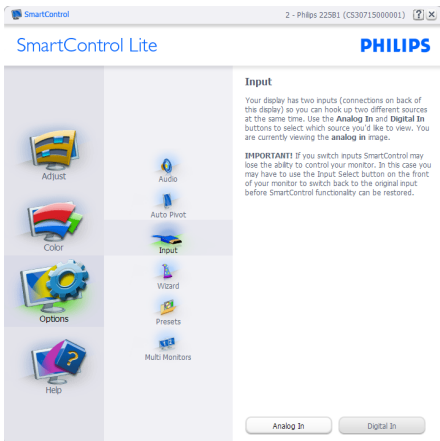 SmartControl
2 - Philips 225B1 (CS30715000001)
SmartControl Lite
PHILIPS
Adjust
Color
Options
Help
Audio
Auto Pivot
Input
Wizard
Presets
Multi Monitors
Input
Your display has two inputs (connections on back of
this display) so you can hook up two different sources
at the same time. Use the Analog In and Digital In
buttons to select which source you'd like to view. You
are currently viewing the analog in image.
IMPORTANT! If you switch inputs SmartControl may
lose the ability to control your monitor. In this case you
may have to use the Input Select button on the front
of your monitor to switch back to the original input
before SmartControl functionality can be restored.
Analog In
Digital In